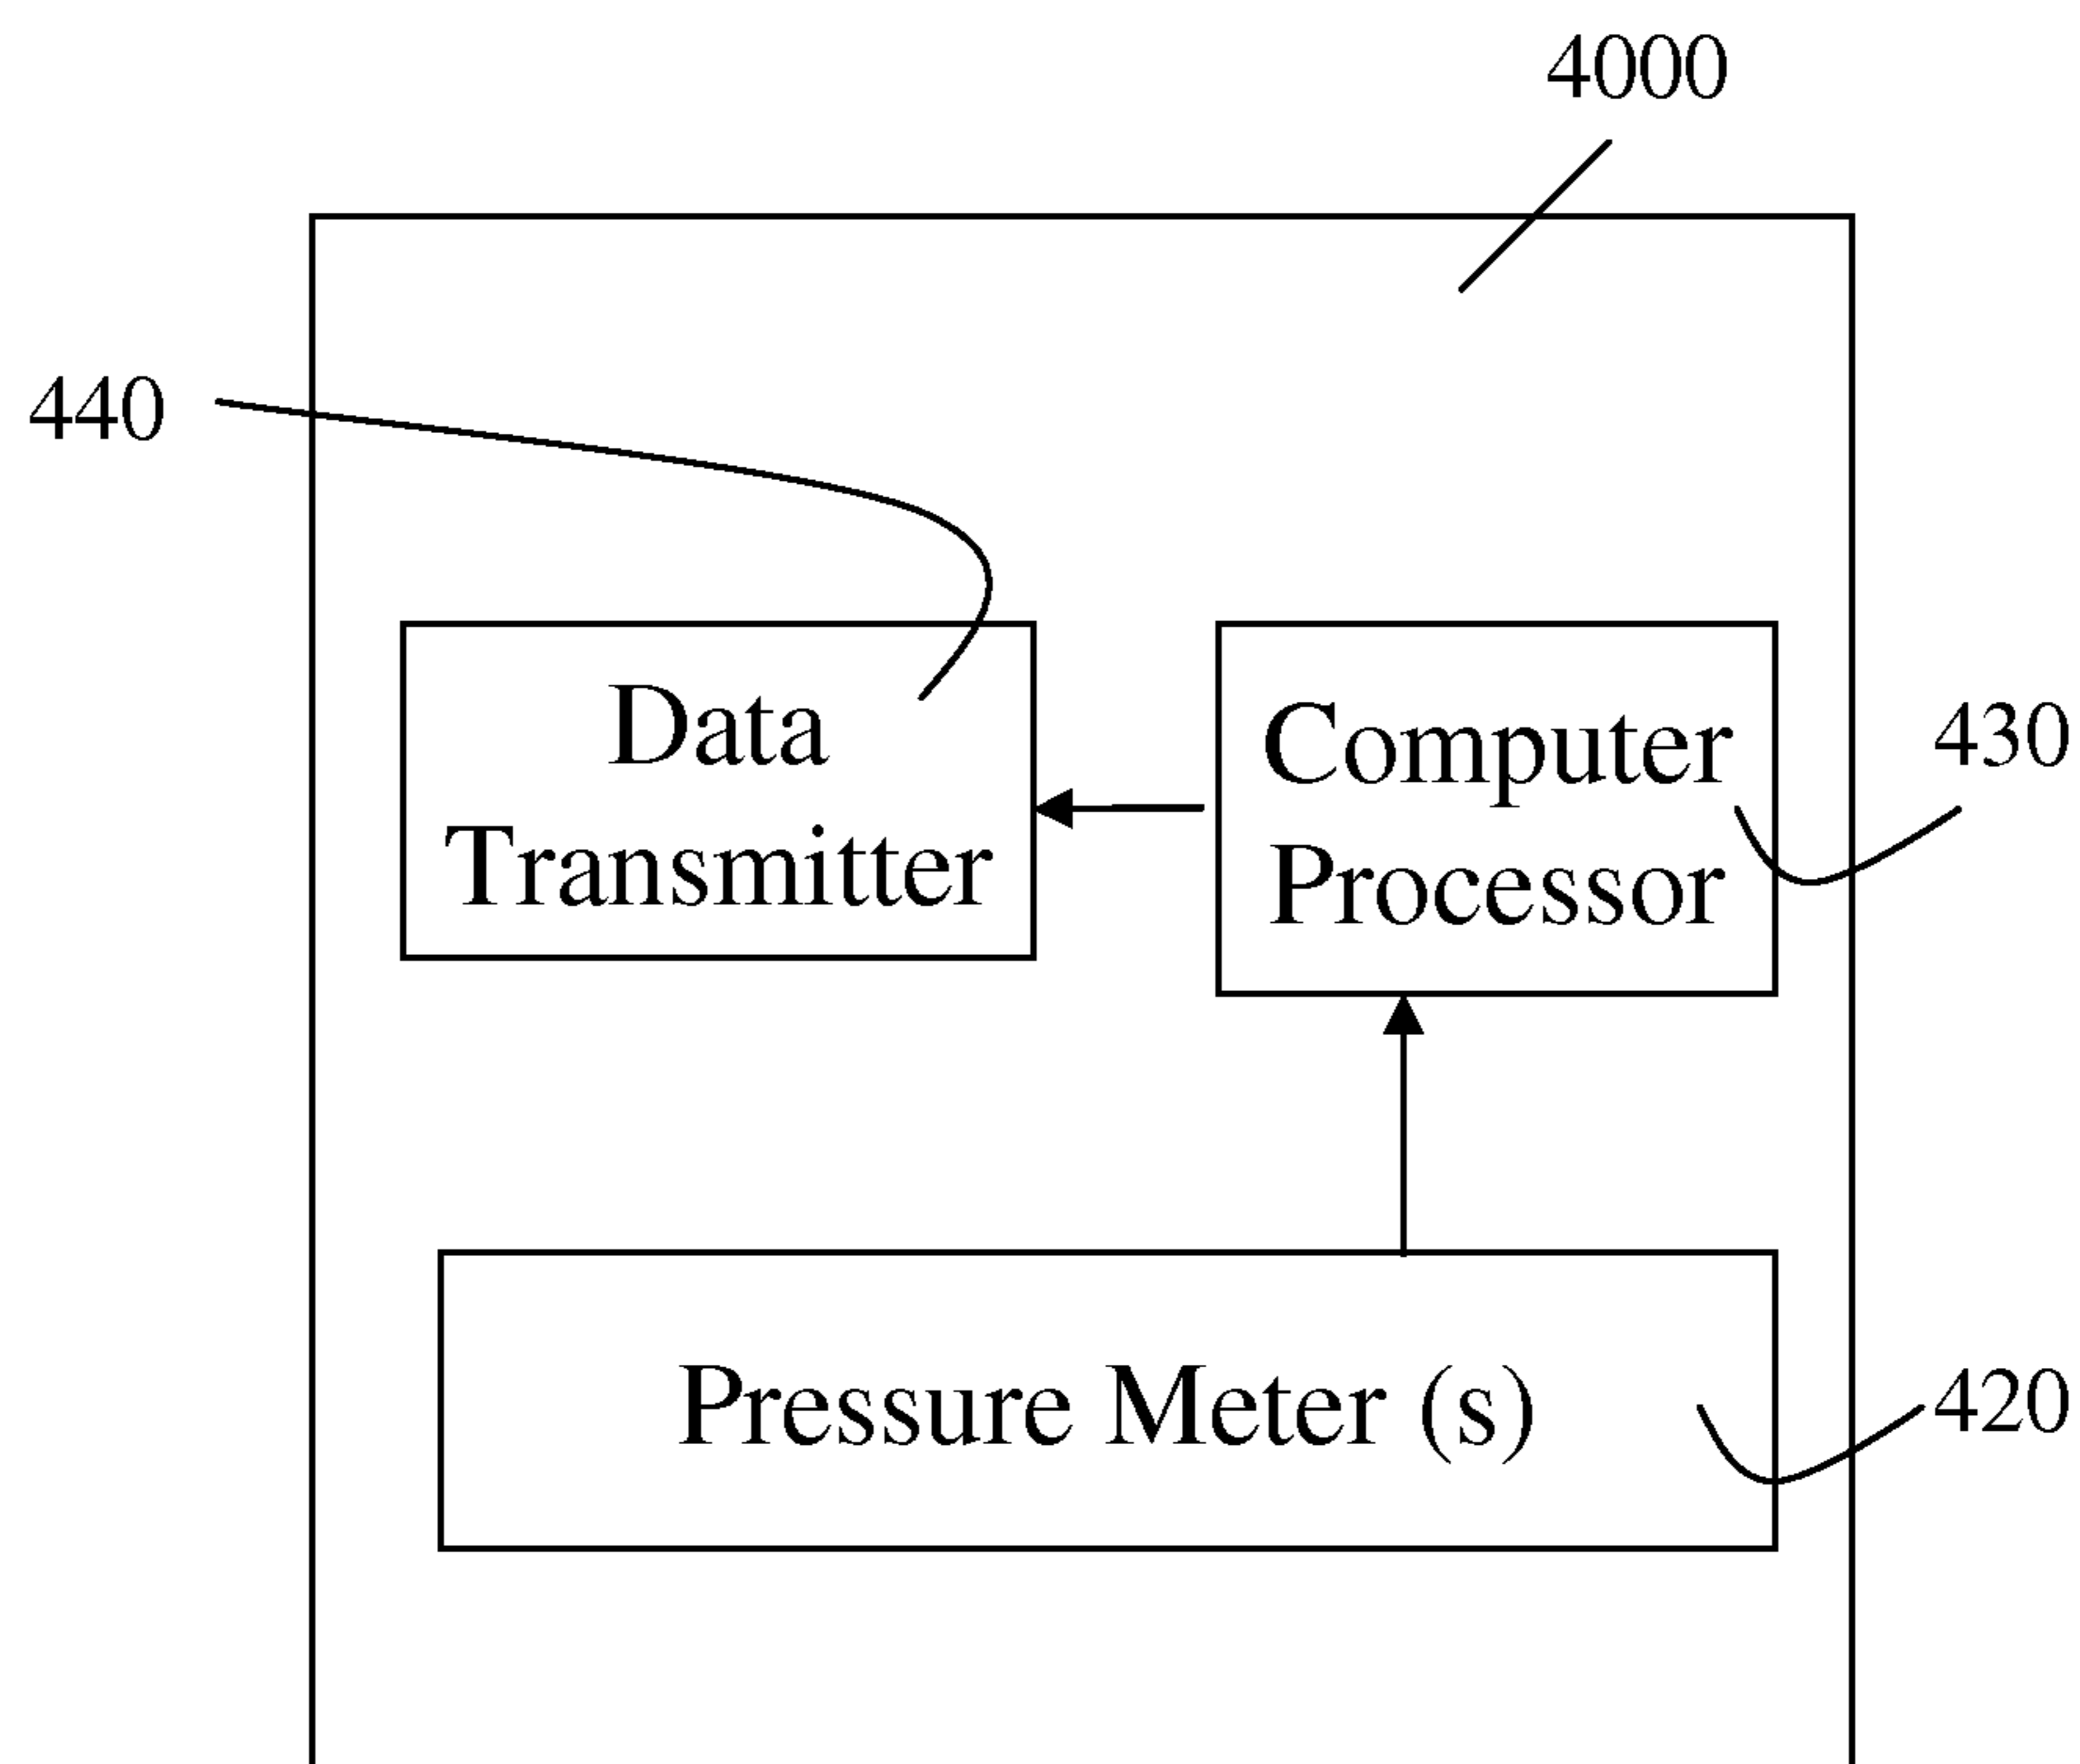 4000
440
Data
Transmitter
Computer
Processor
430
Pressure Meter (s)
420